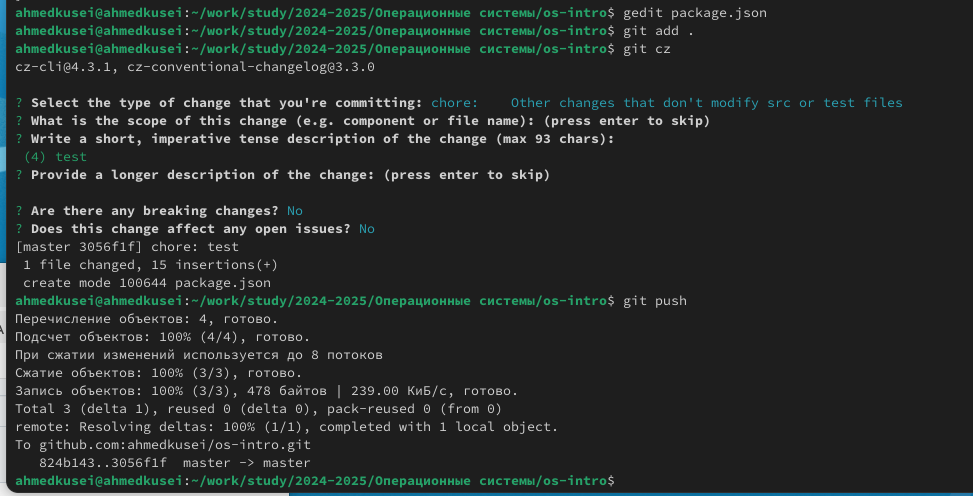 ahmedkusei@ahmedkusei:~/work/study/2024-2025/Операционные системы/os-intro$ gedit package.json
ahmedkusei@ahmedkusei:~/work/study/2024-2025/Операционные системы/os-intro$ git add .
ahmedkusei@ahmedkusei:~/work/study/2024-2025/Операционные системы/os-intro$ git cz
cz-cli@4.3.1, cz-conventional-changelog@3.3.0

? Select the type of change that you're committing: chore:    Other changes that don't modify src or test files
? What is the scope of this change (e.g. component or file name): (press enter to skip)
? Write a short, imperative tense description of the change (max 93 chars):
 (4) test
? Provide a longer description of the change: (press enter to skip)

? Are there any breaking changes? No
? Does this change affect any open issues? No
[master 3056f1f] chore: test
 1 file changed, 15 insertions(+)
 create mode 100644 package.json
ahmedkusei@ahmedkusei:~/work/study/2024-2025/Операционные системы/os-intro$ git push
Перечисление объектов: 4, готово.
Подсчет объектов: 100% (4/4), готово.
При сжатии изменений используется до 8 потоков
Сжатие объектов: 100% (3/3), готово.
Запись объектов: 100% (3/3), 478 байтов | 239.00 КиБ/с, готово.
Total 3 (delta 1), reused 0 (delta 0), pack-reused 0 (from 0)
remote: Resolving deltas: 100% (1/1), completed with 1 local object.
To github.com:ahmedkusei/os-intro.git
   824b143..3056f1f  master -> master
ahmedkusei@ahmedkusei:~/work/study/2024-2025/Операционные системы/os-intro$